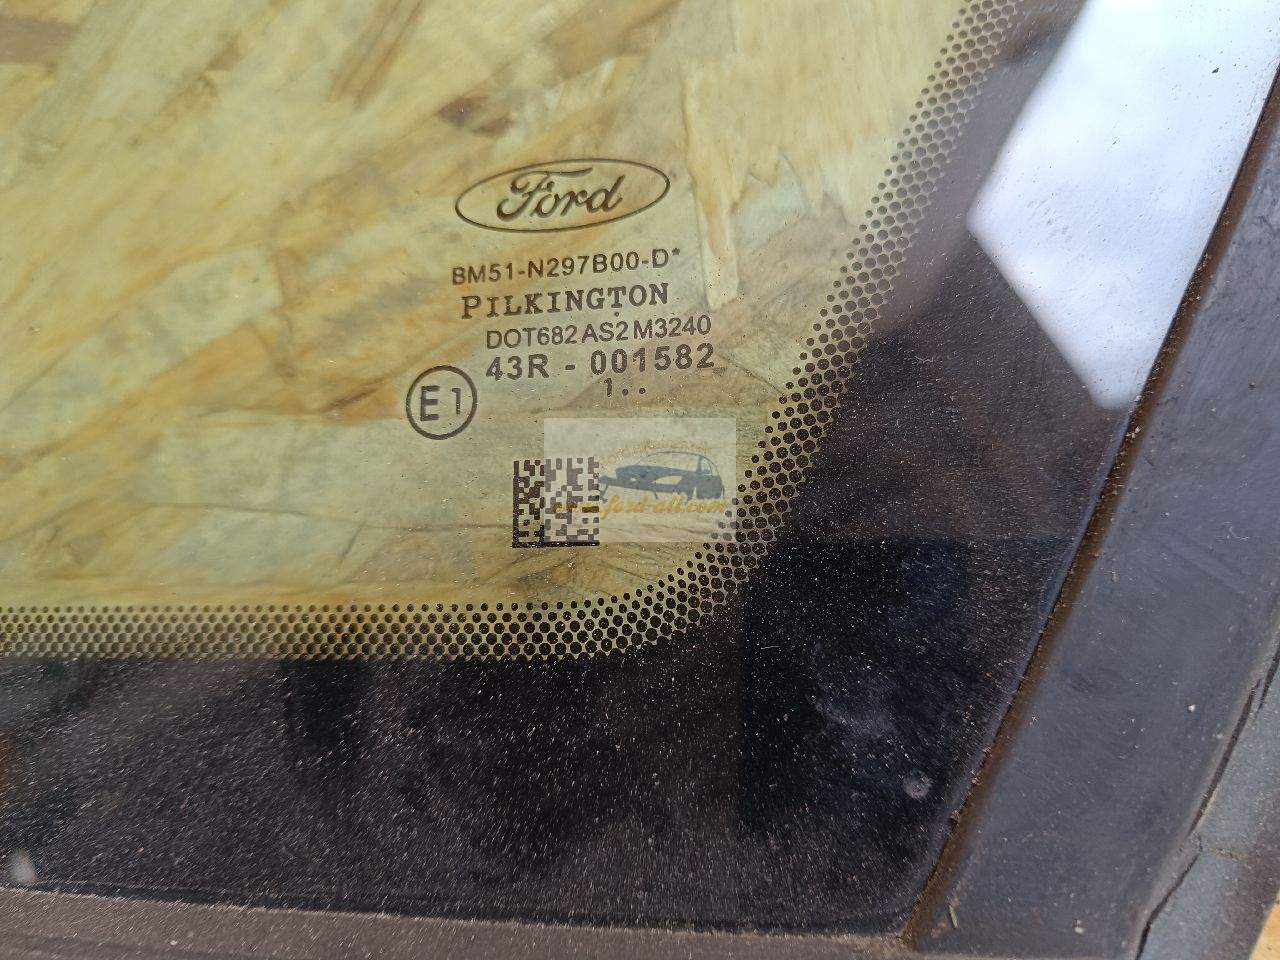 Ford
BM51-N297B00-D*
PILKINGTON
DOT682 AS2 M3240
43R - 001582
E1
1..
www.ford-all.com